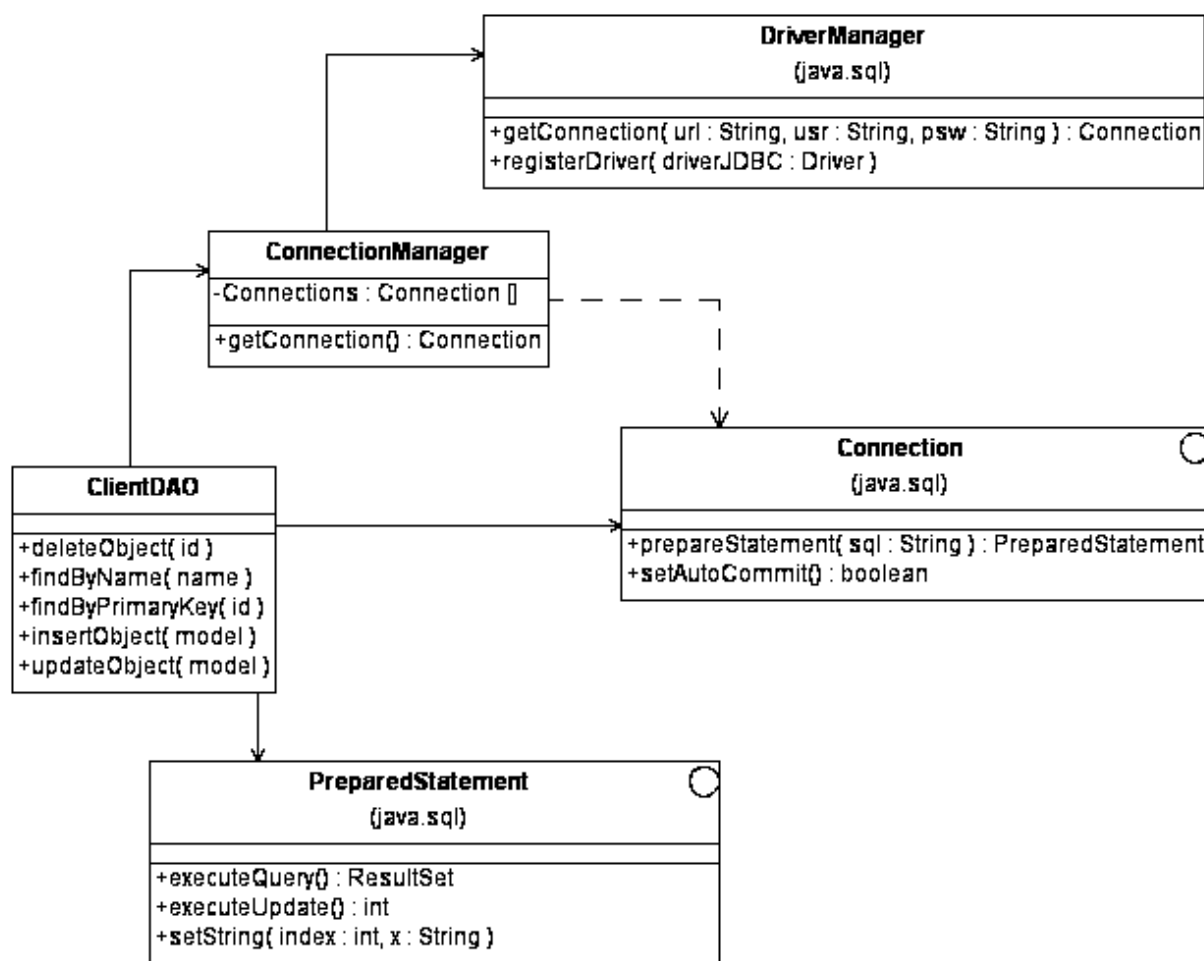 DriverManager
(java.sql)
+getConnection( url : String, usr : String, psw : String ) : Connection
+registerDriver( driverJDBC : Driver )
ConnectionManager
-Connections : Connection []
+getConnection() : Connection
Connection
(java.sql)
+prepareStatement( sql : String ) : PreparedStatement
+setAutoCommit() : boolean
ClientDAO
+deleteObject( id )
+findByName( name )
+findByPrimaryKey( id )
+insertObject( model )
+updateObject( model )
PreparedStatement
(java.sql)
+executeQuery() : ResultSet
+executeUpdate() : int
+setString( index : int, x : String )